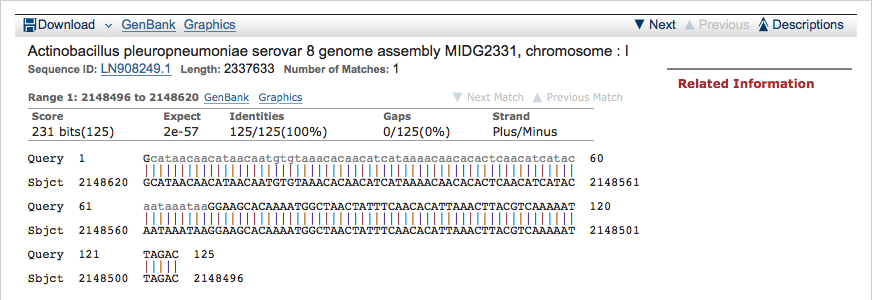 Download GenBank Graphics Next Previous Descriptions
Actinobacillus pleuropneumoniae serovar 8 genome assembly MIDG2331, chromosome : I
Sequence ID: LN908249.1 Length: 2337633 Number of Matches: 1
Related Information
Range 1: 2148496 to 2148620 GenBank Graphics Next Match Previous Match
Score Expect Identities Gaps Strand
231 bits(125) 2e-57 125/125(100%) 0/125(0%) Plus/Minus
Query 1 Gcataacaacataacaatgtgtaaacacaacatcataaaacaacacactcaacatcatac 60
Sbjct 2148620 GCATAACAACATAACAATGTGTAAACACAACATCATAAAACAACACACTCAACATCATAC 2148561
Query 61 aataaataaGGAAGCACAAAATGGCTAACTATTTCAACACATTAAACTTACGTCAAAAAT 120
Sbjct 2148560 AATAAATAAGGAAGCACAAAATGGCTAACTATTTCAACACATTAAACTTACGTCAAAAAT 2148501
Query 121 TAGAC 125
Sbjct 2148500 TAGAC 2148496